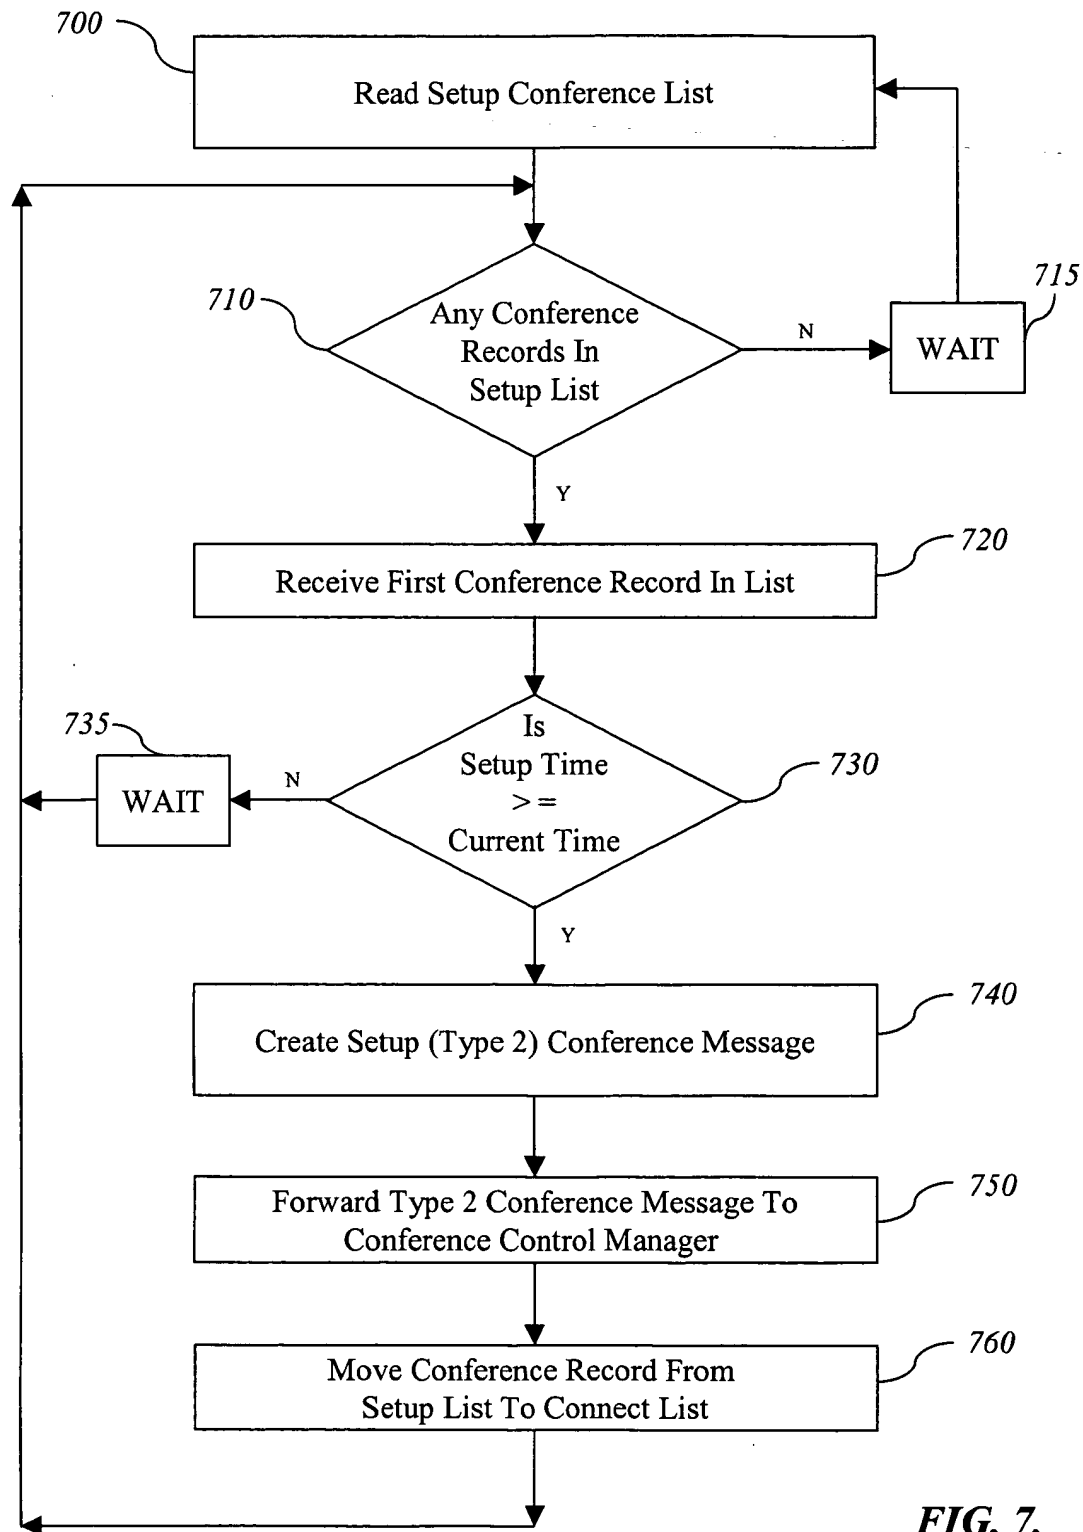 700
Read Setup Conference List
710
Any Conference
Records In
Setup List
N
715
WAIT
Y
720
Receive First Conference Record In List
735
WAIT
N
Is
Setup Time
> =
Current Time
730
Y
740
Create Setup (Type 2) Conference Message
750
Forward Type 2 Conference Message To
Conference Control Manager
760
Move Conference Record From
Setup List To Connect List
FIG. 7.